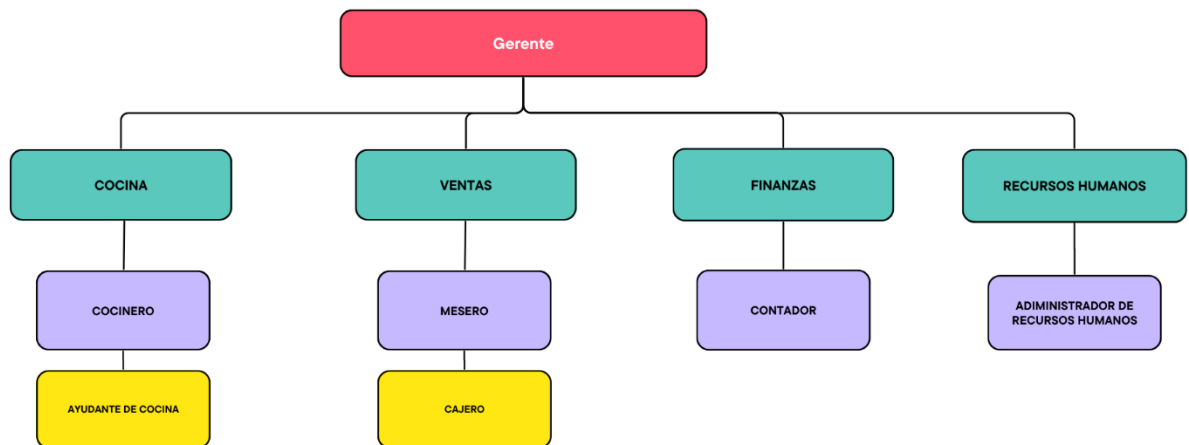 Gerente
COCINA
VENTAS
FINANZAS
RECURSOS HUMANOS
COCINERO
MESERO
CONTADOR
ADIMINISTRADOR DE
RECURSOS HUMANOS
AYUDANTE DE COCINA
CAJERO